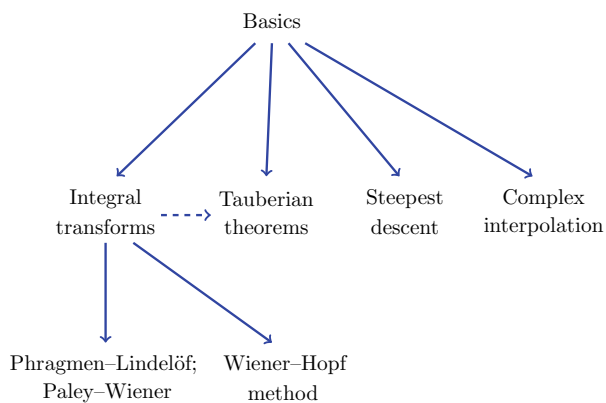 Basics
Integral
transforms
Tauberian
theorems
Steepest
descent
Complex
interpolation
Phragmen–Lindelöf;
Paley–Wiener
Wiener–Hopf
method